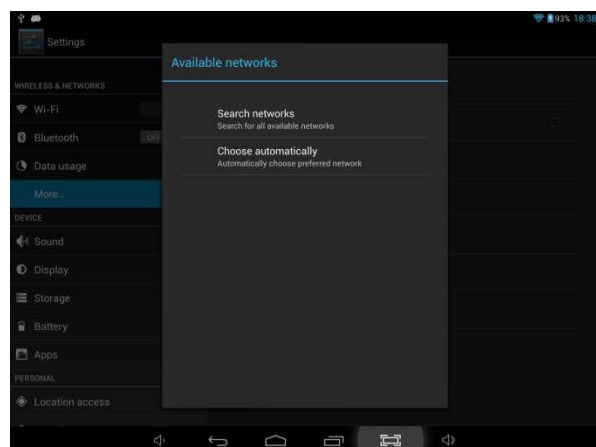 93% 18:38
Settings
Available networks
WIRELESS & NETWORKS
Wi-Fi
Search networks
Search for all available networks
Bluetooth
OFF
Choose automatically
Automatically choose preferred network
Data usage
More...
DEVICE
Sound
Display
Storage
Battery
Apps
PERSONAL
Location access